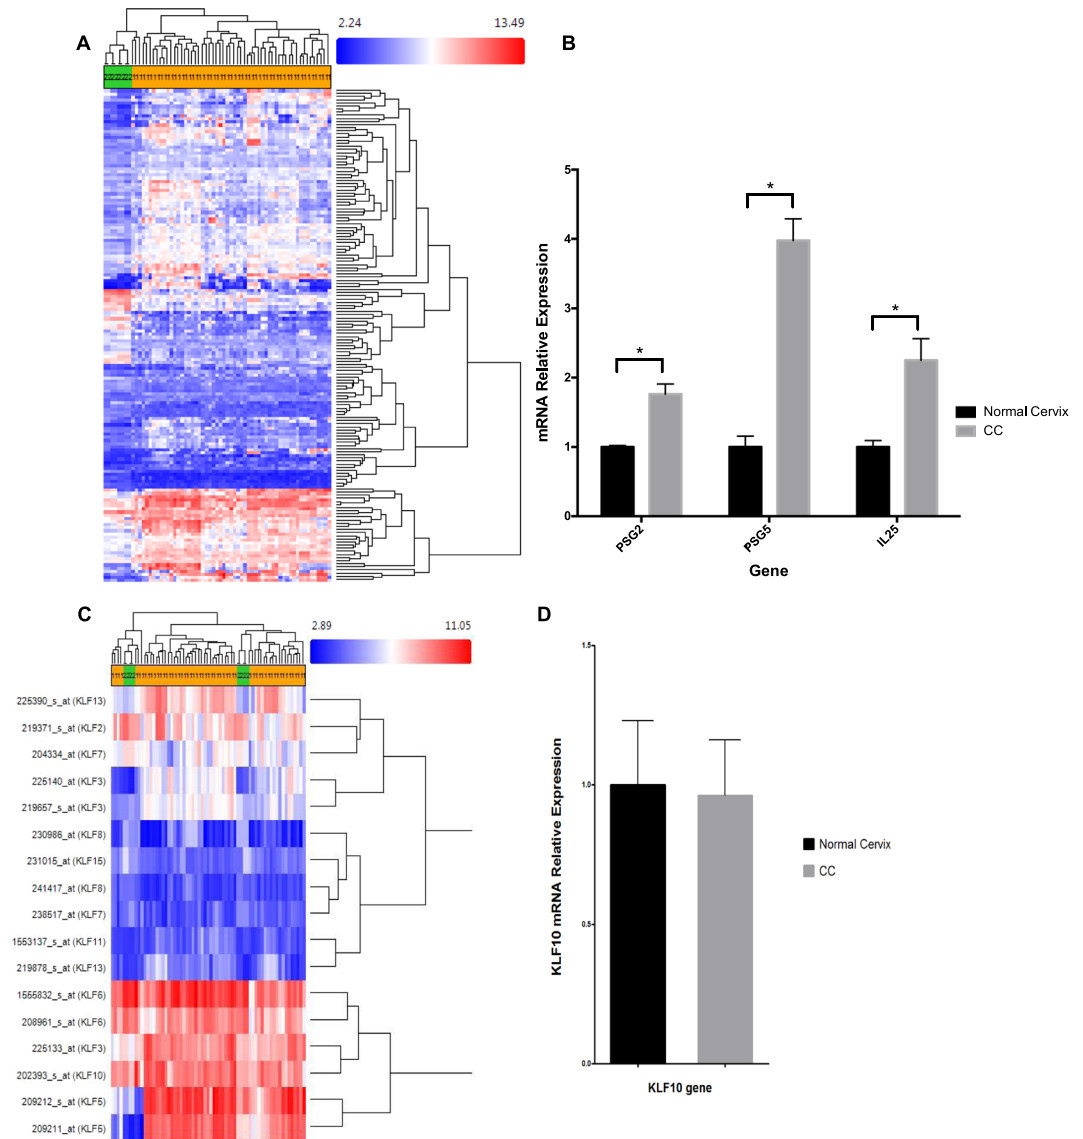 A
2.24 13.49
B
mRNA Relative Expression
5
4
3
2
1
0
*
*
*
PSG2
PSG5
IL25
Gene
Normal Cervix
CC
C
2.89 11.05
225390_s_at (KLF13)
219371_s_at (KLF2)
204334_at (KLF7)
225140_at (KLF3)
219657_s_at (KLF3)
230986_at (KLF8)
231015_at (KLF15)
241417_at (KLF8)
238517_at (KLF7)
1553137_s_at (KLF11)
219878_s_at (KLF13)
1555832_s_at (KLF6)
208961_s_at (KLF6)
225133_at (KLF3)
202393_s_at (KLF10)
209212_s_at (KLF5)
209211_at (KLF5)
D
KLF10 mRNA Relative Expression
1.5
1.0
0.5
0.0
KLF10 gene
Normal Cervix
CC